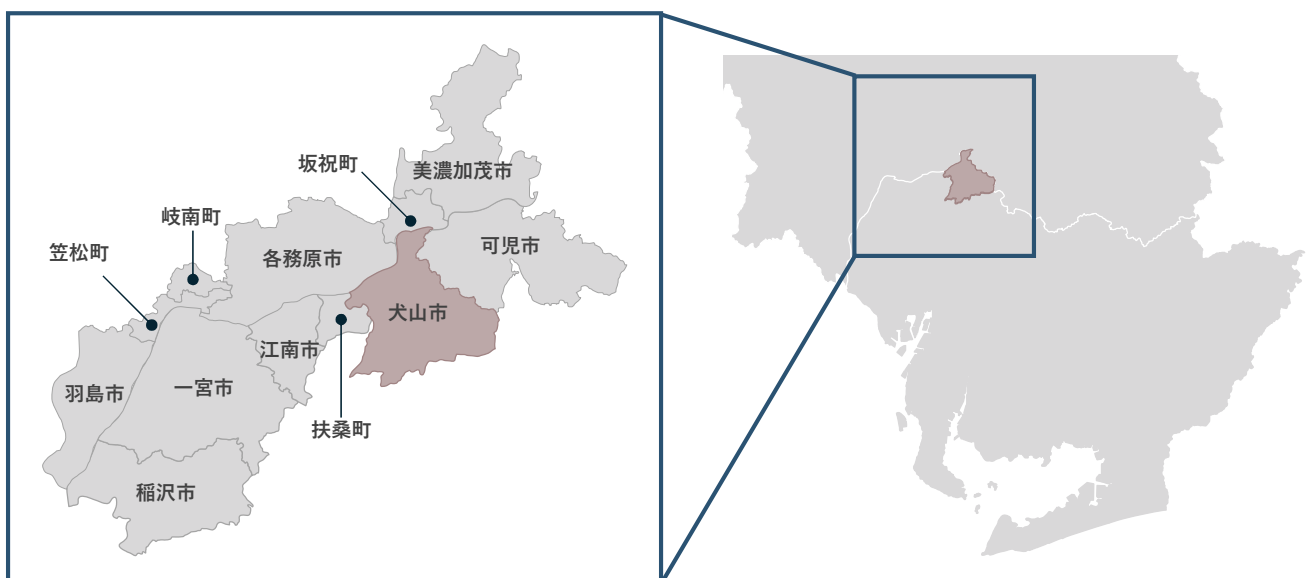 坂祝町
美濃加茂市
岐南町
笠松町
各務原市
可児市
犬山市
江南市
羽島市
一宮市
扶桑町
稲沢市